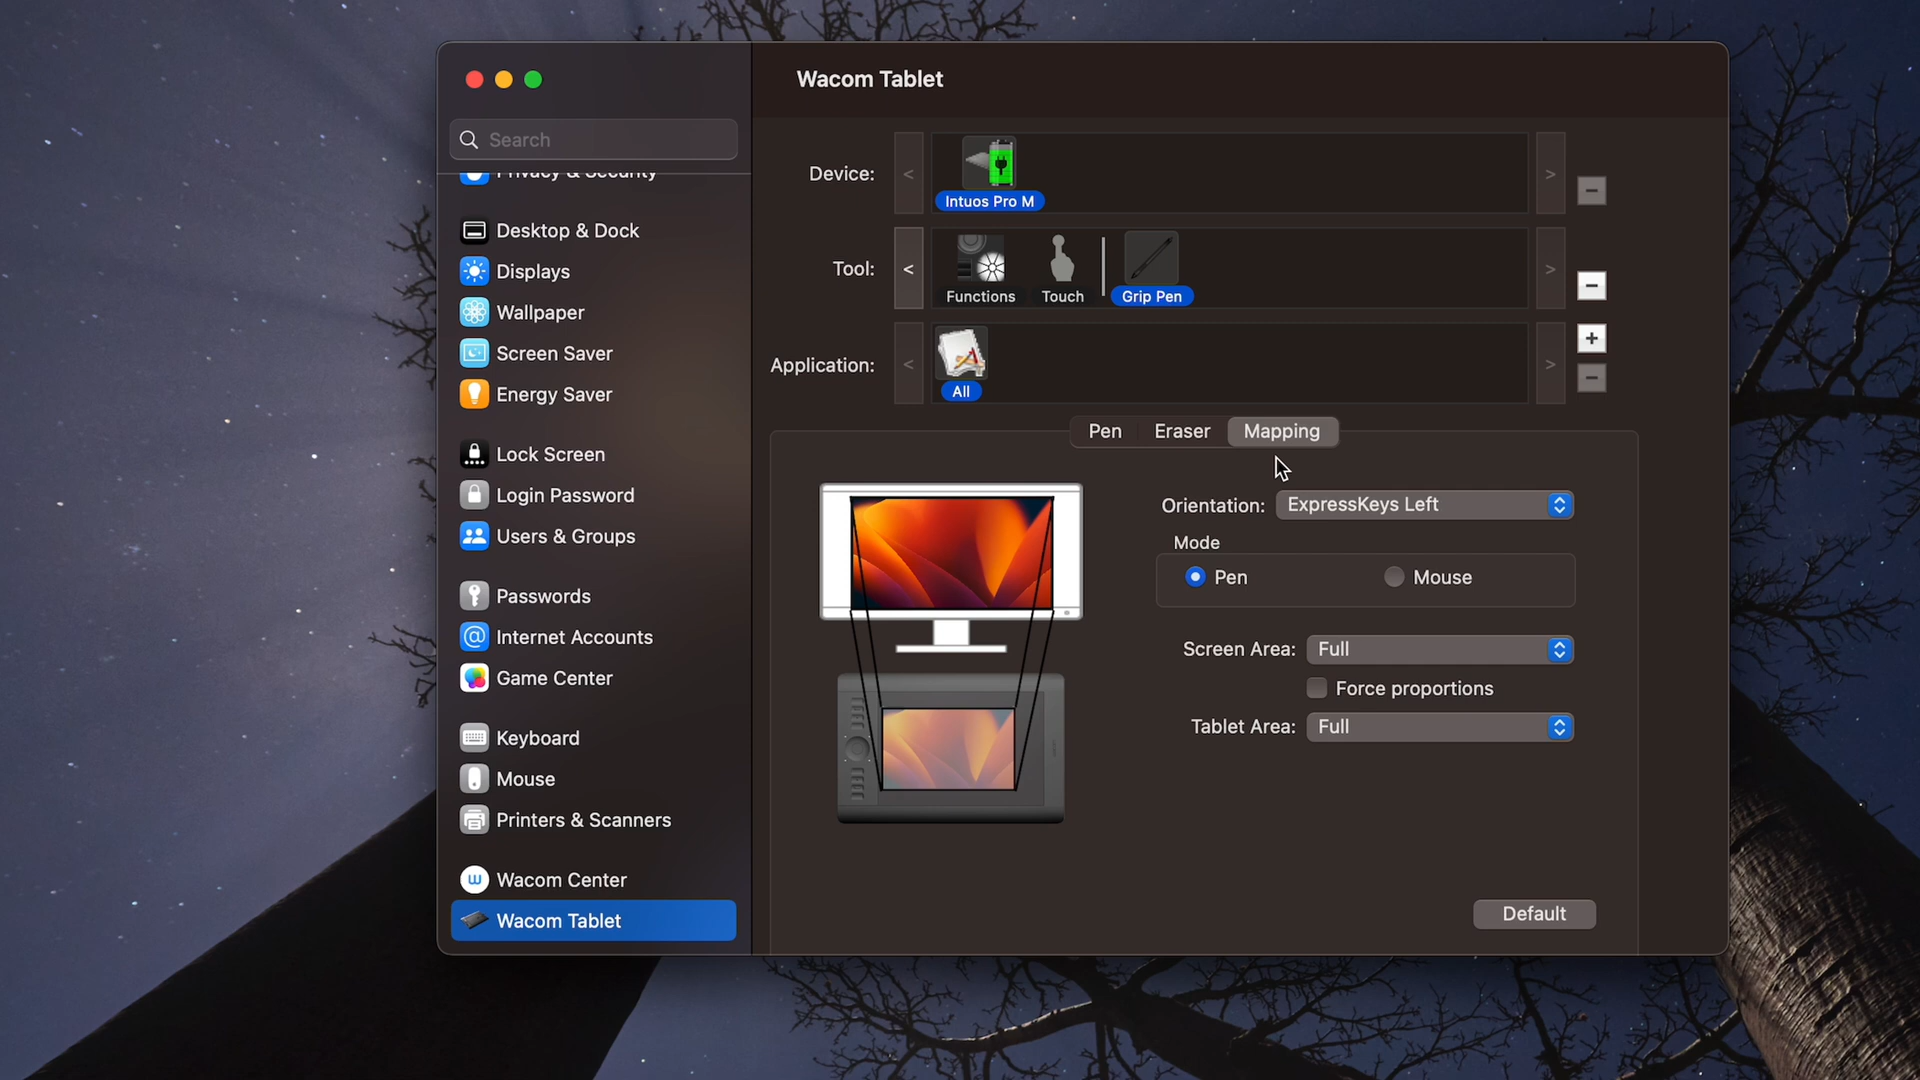 Wacom Tablet
Search
Privacy & Security
Desktop & Dock
Displays
Wallpaper
Screen Saver
Energy Saver
Lock Screen
Login Password
Users & Groups
Passwords
Internet Accounts
Game Center
Keyboard
Mouse
Printers & Scanners
Wacom Center
Wacom Tablet
Device:
<
Intuos Pro M
>
−
Tool:
<
Functions
Touch
Grip Pen
>
−
Application:
<
All
>
+
−
Pen
Eraser
Mapping
Orientation: ExpressKeys Left
Mode
Pen
Mouse
Screen Area: Full
Force proportions
Tablet Area: Full
Default